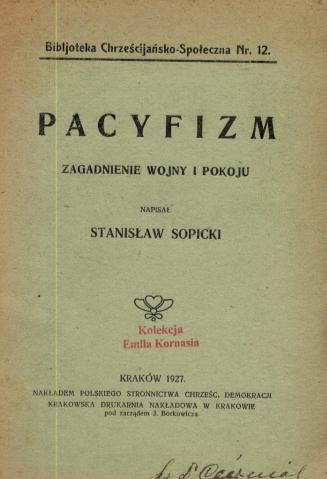 Bibljoteka Chrześcijańsko-Społeczna Nr. 12.
PACYFIZM
ZAGADNIENIE WOJNY I POKOJU
NAPISAŁ
STANISŁAW SOPICKI
Kolekcja
Emila Kornasia
KRAKÓW 1927.
NAKŁADEM POLSKIEGO STRONNICTWA CHRZEŚC. DEMOKRACJI
KRAKOWSKA DRUKARNIA NAKŁADOWA W KRAKOWIE
pod zarządem J. Borkowicza.